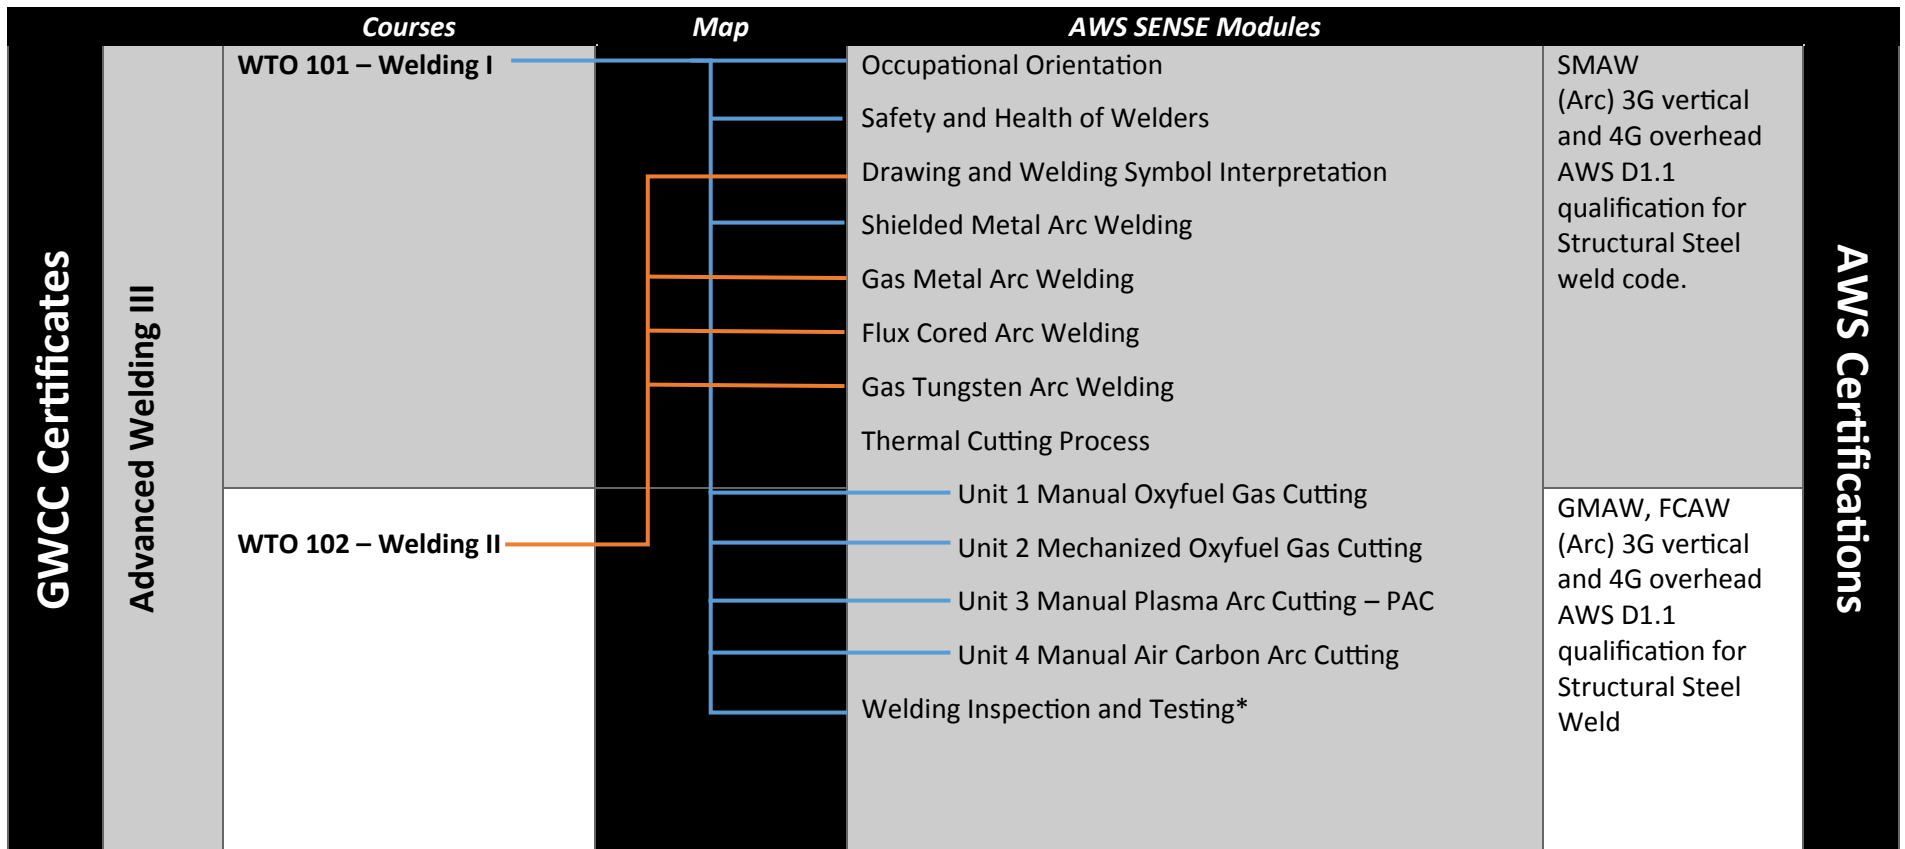 Courses Map AWS SENSE Modules
GWCC Certificates
Advanced Welding III
WTO 101 – Welding I
WTO 102 – Welding II
Occupational Orientation
Safety and Health of Welders
Drawing and Welding Symbol Interpretation
Shielded Metal Arc Welding
Gas Metal Arc Welding
Flux Cored Arc Welding
Gas Tungsten Arc Welding
Thermal Cutting Process
Unit 1 Manual Oxyfuel Gas Cutting
Unit 2 Mechanized Oxyfuel Gas Cutting
Unit 3 Manual Plasma Arc Cutting – PAC
Unit 4 Manual Air Carbon Arc Cutting
Welding Inspection and Testing*
SMAW
(Arc) 3G vertical
and 4G overhead
AWS D1.1
qualification for
Structural Steel
weld code.
GMAW, FCAW
(Arc) 3G vertical
and 4G overhead
AWS D1.1
qualification for
Structural Steel
Weld
AWS Certifications